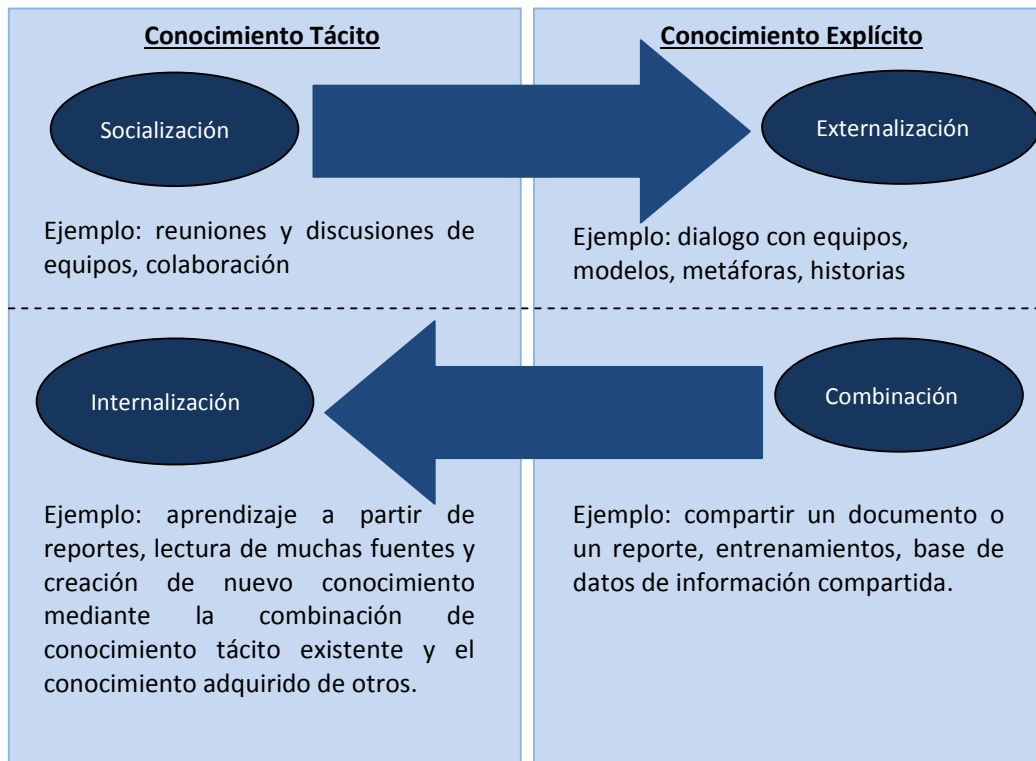 Conocimiento Tácito
Socialización
Ejemplo: reuniones y discusiones de
equipos, colaboración
Conocimiento Explícito
Externalización
Ejemplo: dialogo con equipos,
modelos, metáforas, historias
Internalización
Ejemplo: aprendizaje a partir de
reportes, lectura de muchas fuentes y
creación de nuevo conocimiento
mediante la combinación de
conocimiento tácito existente y el
conocimiento adquirido de otros.
Combinación
Ejemplo: compartir un documento o
un reporte, entrenamientos, base de
datos de información compartida.